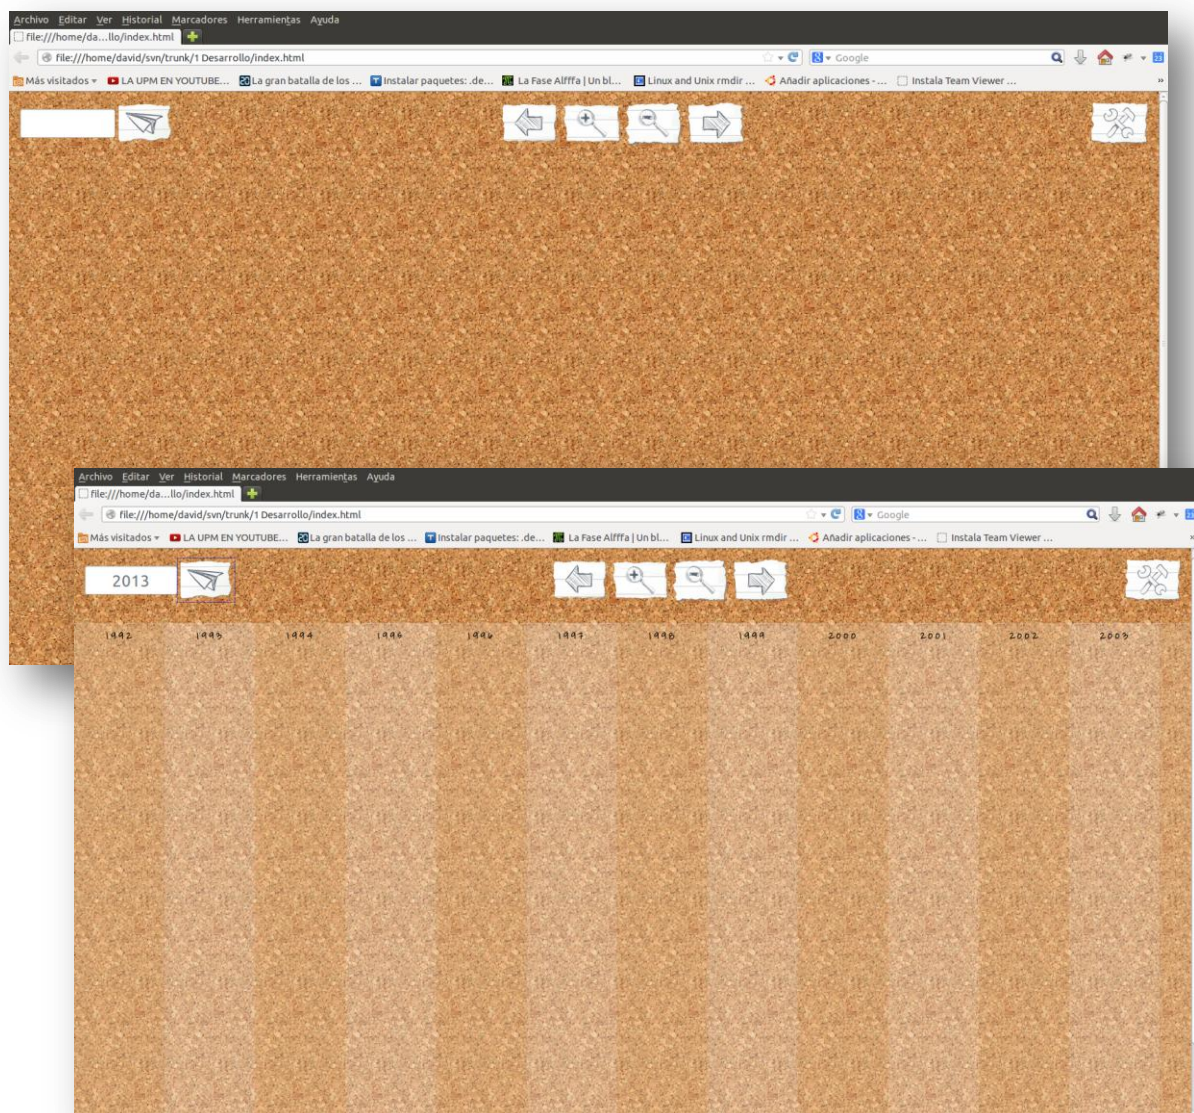 Archivo Editar Ver Historial Marcadores Herramientas Ayuda
file:///home/da...llo/index.html
file:///home/david/svn/trunk/1 Desarrollo/index.html Google
Más visitados LA UPM EN YOUTUBE... La gran batalla de los ... Instalar paquetes: .de... La Fase Alfffa | Un bl... Linux and Unix rmdir ... Añadir aplicaciones - ... Instala Team Viewer ...
Archivo Editar Ver Historial Marcadores Herramientas Ayuda
file:///home/da...llo/index.html
file:///home/david/svn/trunk/1 Desarrollo/index.html Google
Más visitados LA UPM EN YOUTUBE... La gran batalla de los ... Instalar paquetes: .de... La Fase Alfffa | Un bl... Linux and Unix rmdir ... Añadir aplicaciones - ... Instala Team Viewer ...
2013
1992 1993 1994 1995 1996 1997 1998 1999 2000 2001 2002 2003